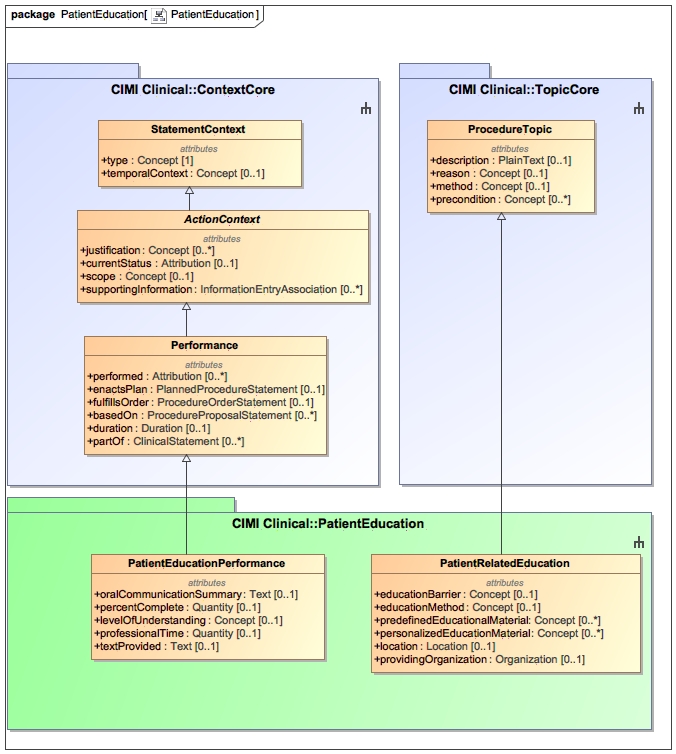 package PatientEducation[ PatientEducation ]
CIMI Clinical::ContextCore
StatementContext
attributes
+type : Concept [1]
+temporalContext : Concept [0..1]
ActionContext
attributes
+justification : Concept [0..*]
+currentStatus : Attribution [0..1]
+scope : Concept [0..1]
+supportingInformation : InformationEntryAssociation [0..*]
Performance
attributes
+performed : Attribution [0..*]
+enactsPlan : PlannedProcedureStatement [0..1]
+fulfillsOrder : ProcedureOrderStatement [0..1]
+basedOn : ProcedureProposalStatement [0..*]
+duration : Duration [0..1]
+partOf : ClinicalStatement [0..*]
CIMI Clinical::TopicCore
ProcedureTopic
attributes
+description : PlainText [0..1]
+reason : Concept [0..1]
+method : Concept [0..1]
+precondition : Concept [0..*]
CIMI Clinical::PatientEducation
PatientEducationPerformance
attributes
+oralCommunicationSummary : Text [0..1]
+percentComplete : Quantity [0..1]
+levelOfUnderstanding : Concept [0..1]
+professionalTime : Quantity [0..1]
+textProvided : Text [0..1]
PatientRelatedEducation
attributes
+educationBarrier : Concept [0..1]
+educationMethod : Concept [0..1]
+predefinedEducationalMaterial : Concept [0..*]
+personalizedEducationMaterial : Concept [0..*]
+location : Location [0..1]
+providingOrganization : Organization [0..1]